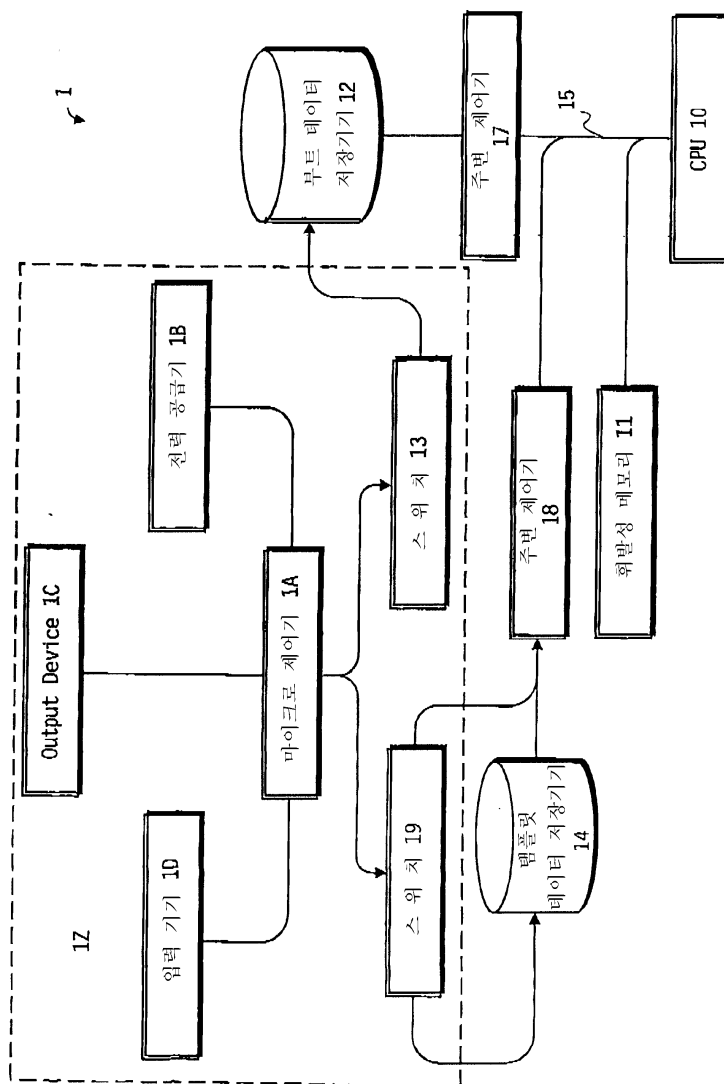 1
Output Device 1C
1Z
입력 기기 1D
전력 공급기 1B
부트 데이터
저장기기 12
마이크로 제어기 1A
스 위 치 19
스 위 치 13
주변 제어기
17
탬플릿
데이터 저장기기
14
주변 제어기
18
15
휘발성 메모리 11
CPU 10